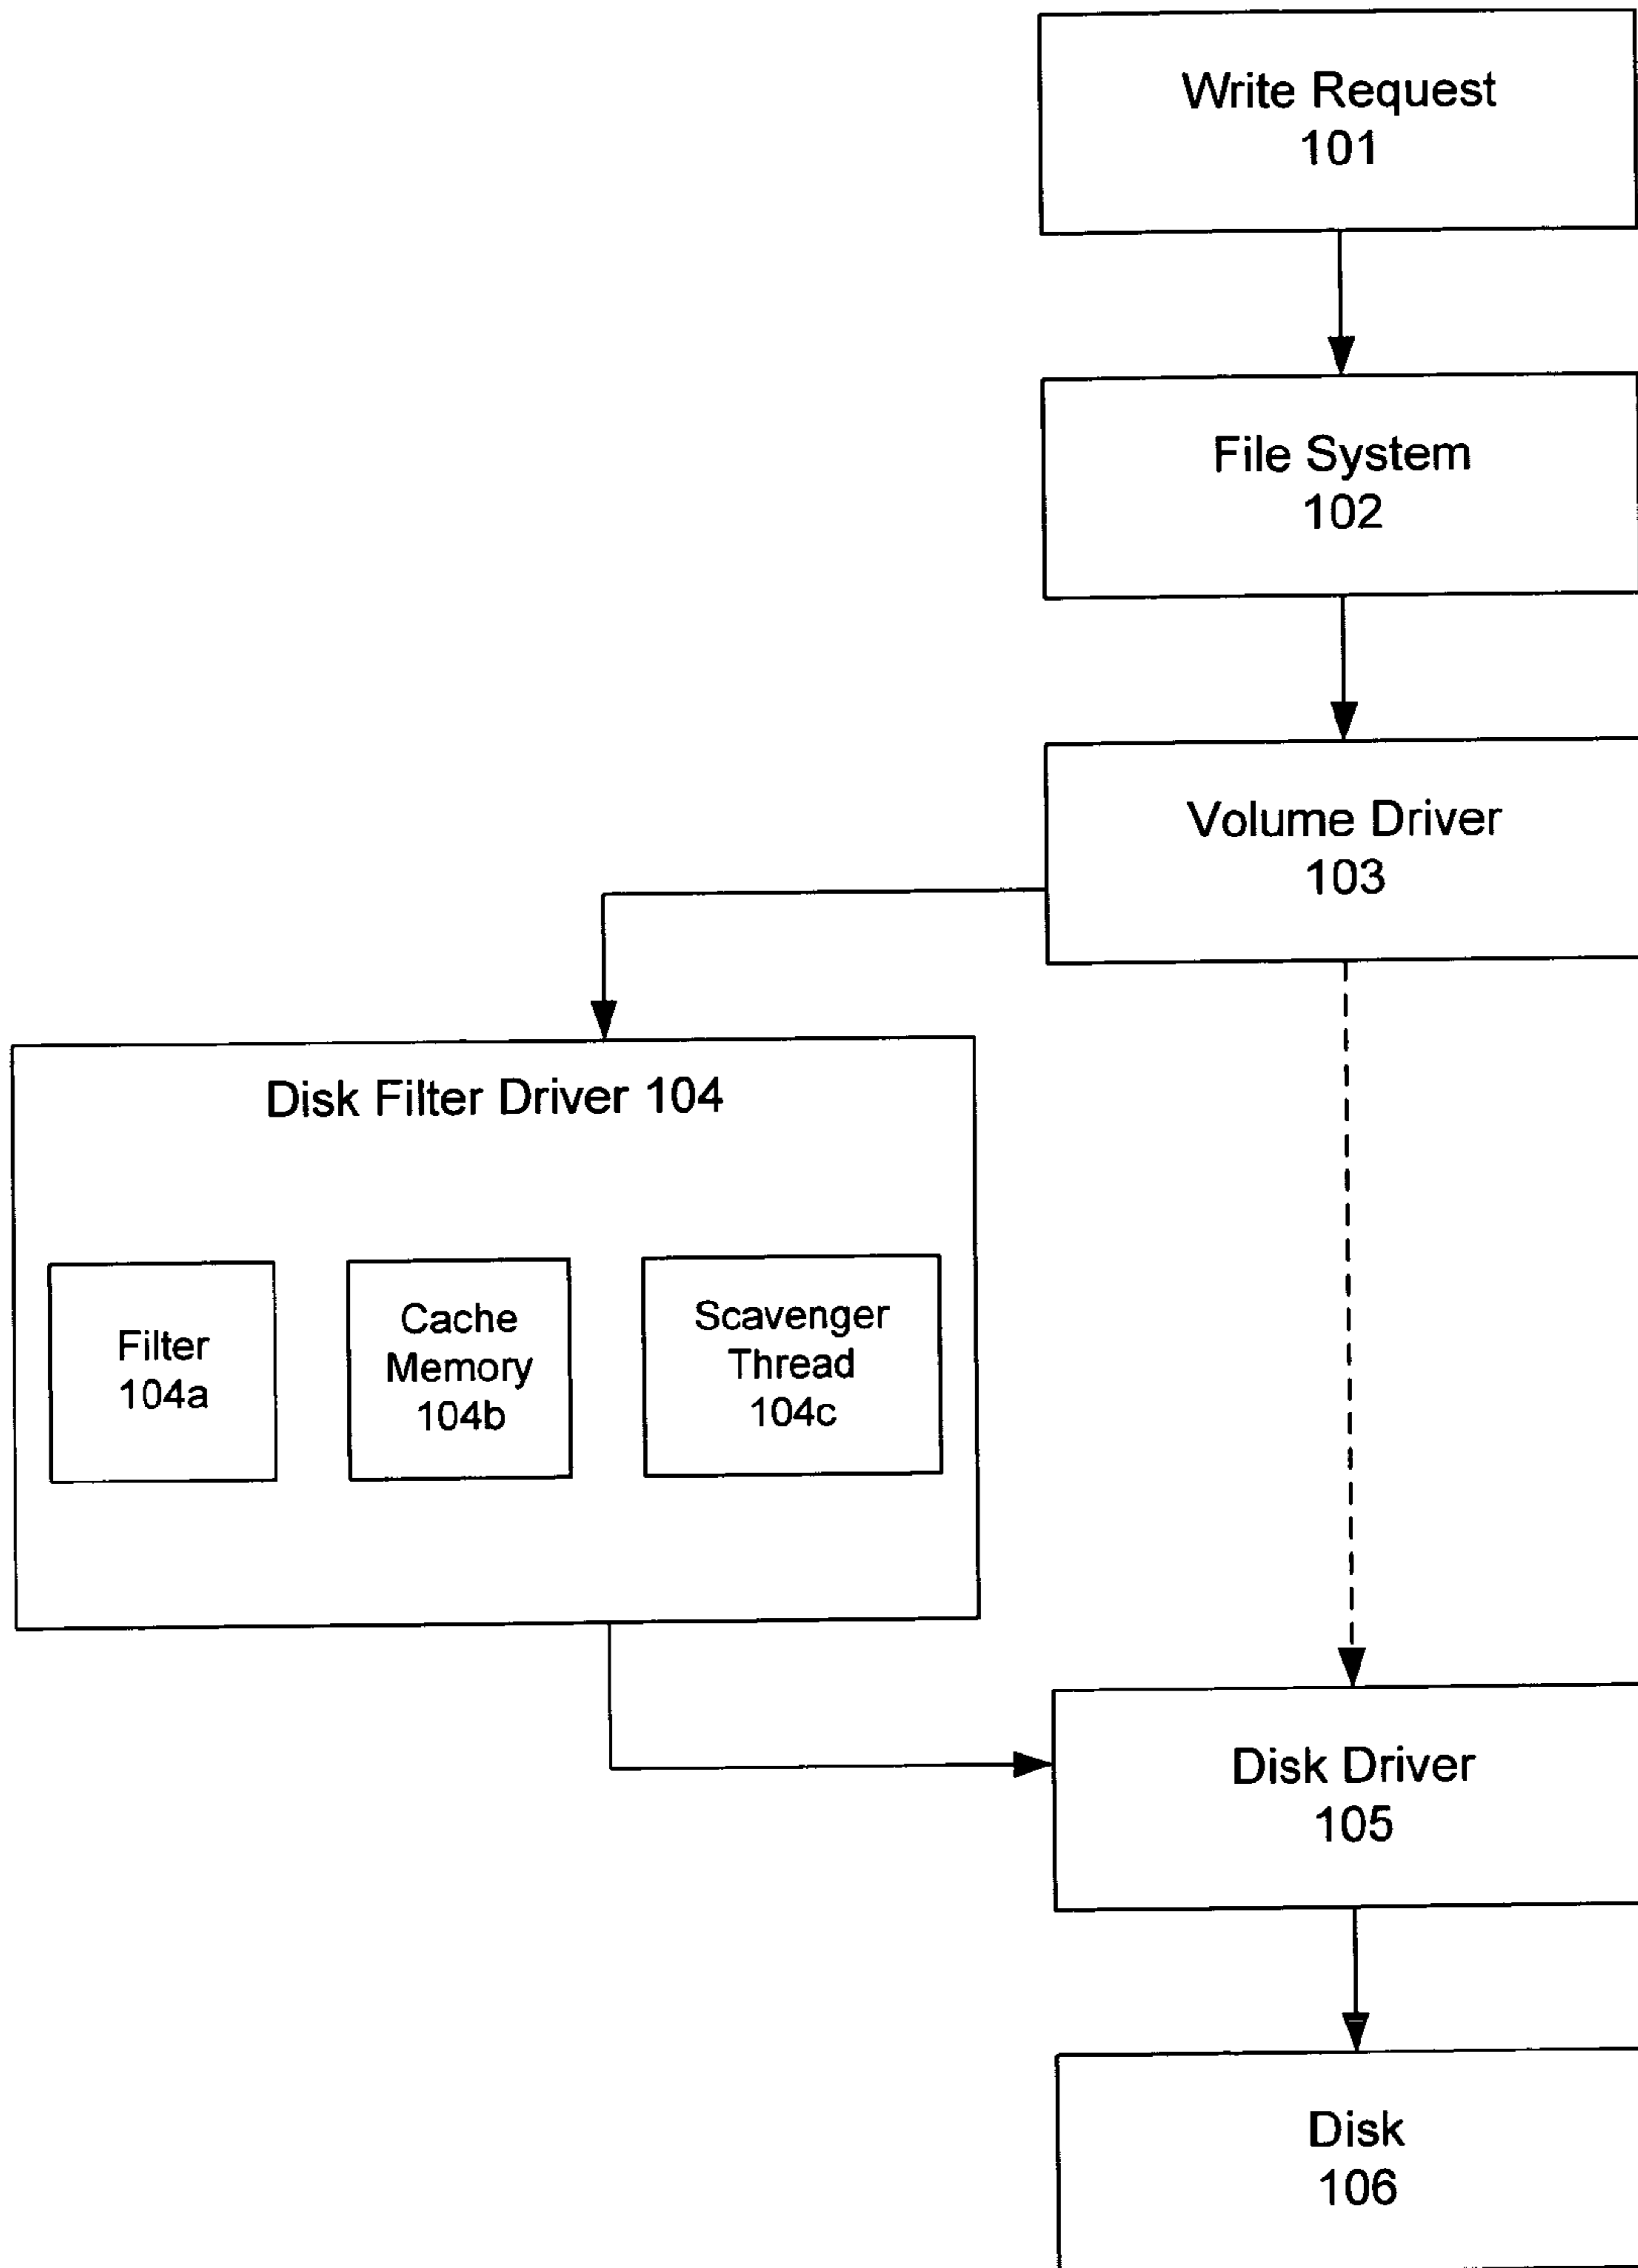 Write Request
101
File System
102
Volume Driver
103
Disk Filter Driver 104
Filter
104a
Cache
Memory
104b
Scavenger
Thread
104c
Disk Driver
105
Disk
106